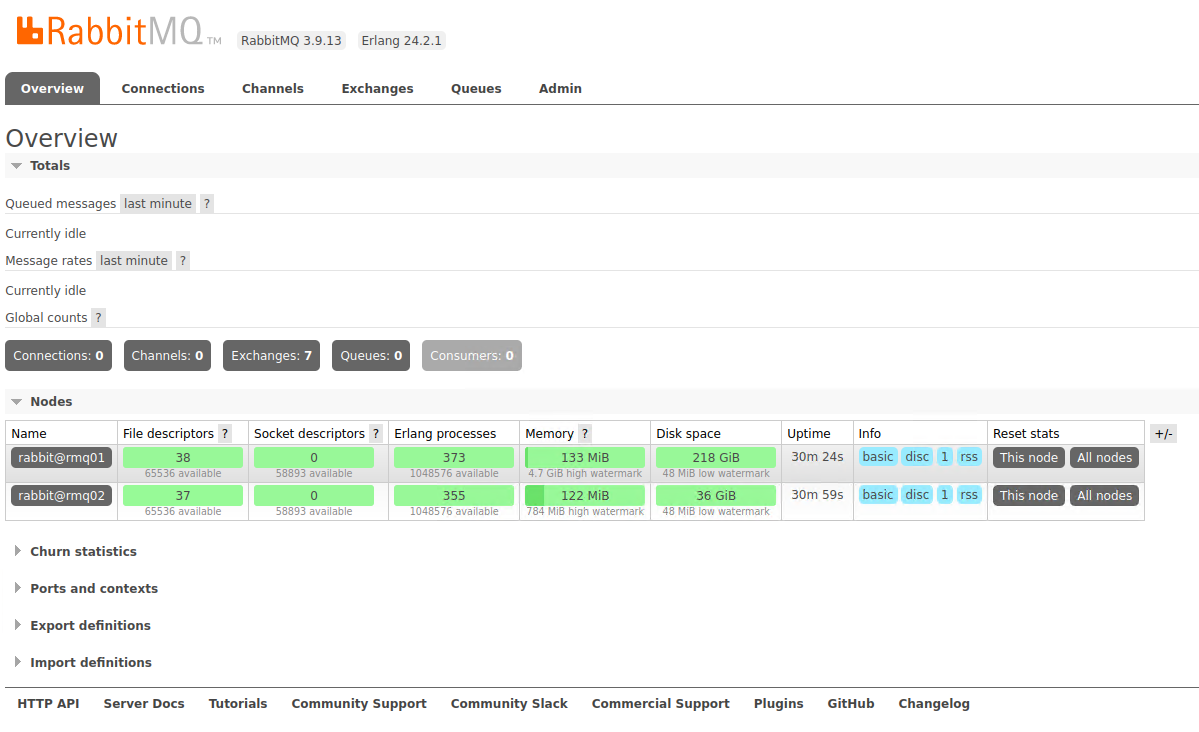 RabbitMQ TM RabbitMQ 3.9.13 Erlang 24.2.1
Overview Connections Channels Exchanges Queues Admin
Overview
Totals
Queued messages last minute ?
Currently idle
Message rates last minute ?
Currently idle
Global counts ?
Connections: 0 Channels: 0 Exchanges: 7 Queues: 0 Consumers: 0
Nodes
Name File descriptors ? Socket descriptors ? Erlang processes Memory ? Disk space Uptime Info Reset stats +/-
rabbit@rmq01 38 0 373 133 MiB 218 GiB 30m 24s basic disc 1 rss This node All nodes
65536 available 58893 available 1048576 available 4.7 GiB high watermark 48 MiB low watermark
rabbit@rmq02 37 0 355 122 MiB 36 GiB 30m 59s basic disc 1 rss This node All nodes
65536 available 58893 available 1048576 available 784 MiB high watermark 48 MiB low watermark
Churn statistics
Ports and contexts
Export definitions
Import definitions
HTTP API Server Docs Tutorials Community Support Community Slack Commercial Support Plugins GitHub Changelog